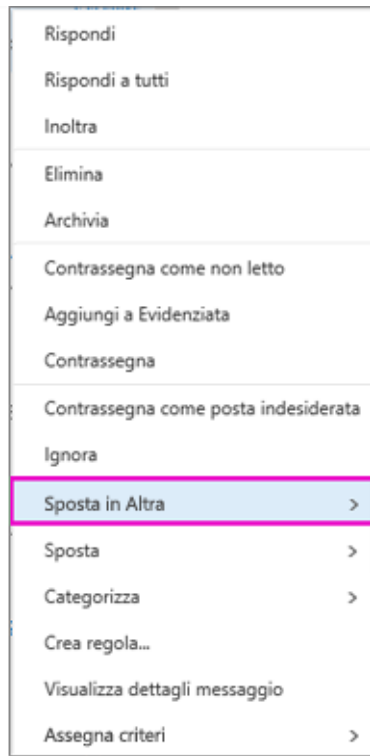 Rispondi
Rispondi a tutti
Inoltra
Elimina
Archivia
Contrassegna come non letto
Aggiungi a Evidenziata
Contrassegna
Contrassegna come posta indesiderata
Ignora
Sposta in Altra
Sposta
Categorizza
Crea regola...
Visualizza dettagli messaggio
Assegna criteri